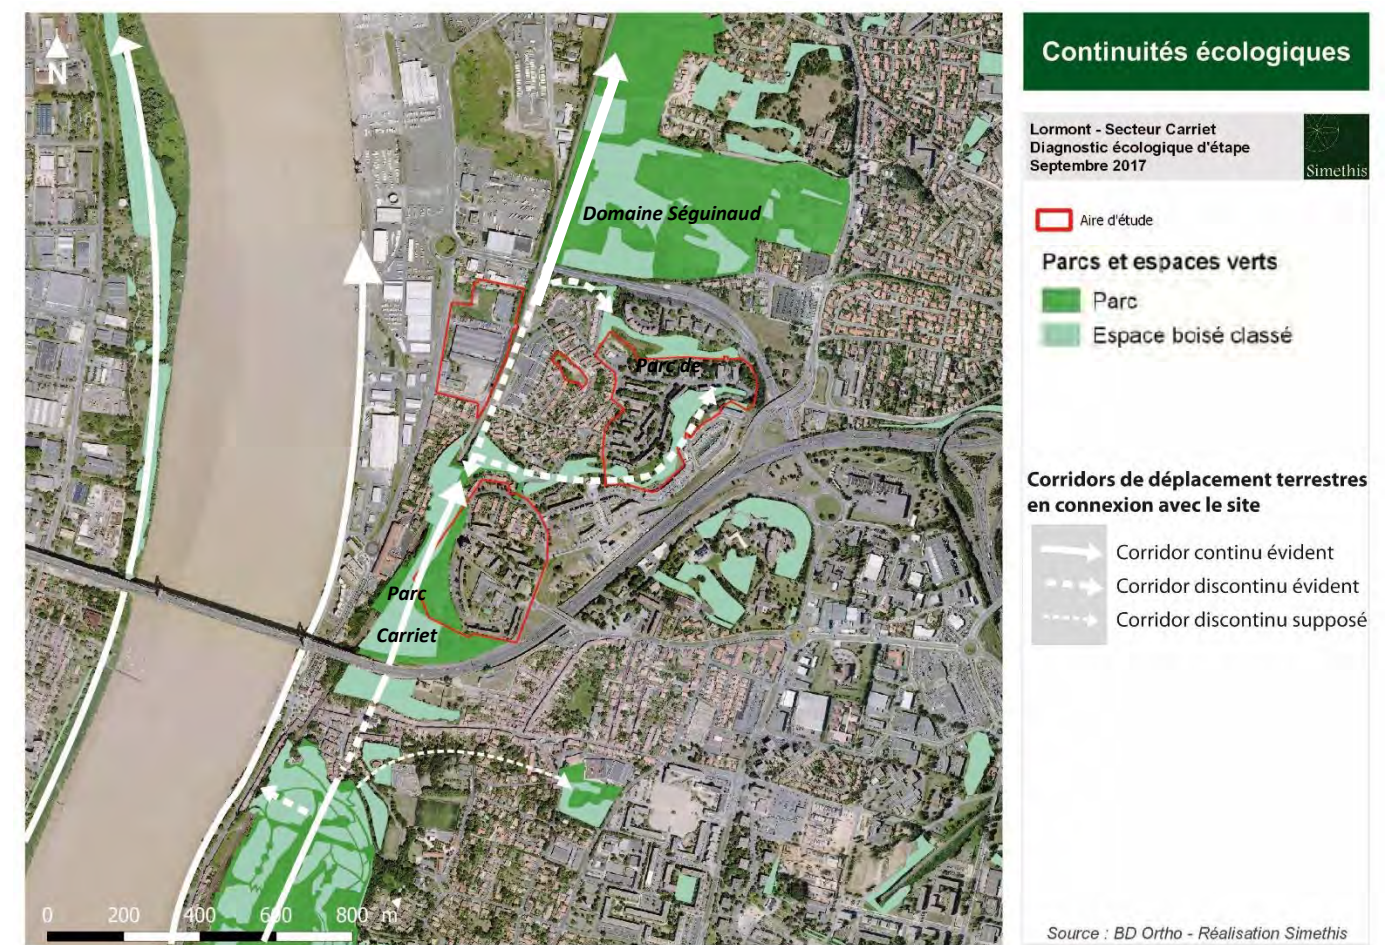 N
Domaine Séguinaud
Parc de
Parc
Carriet
0 200 400 600 800 m
Continuités écologiques
Lormont - Secteur Carriet
Diagnostic écologique d'étape
Septembre 2017
Simethis
Aire d'étude
Parcs et espaces verts
Parc
Espace boisé classé
Corridors de déplacement terrestres
en connexion avec le site
Corridor continu évident
Corridor discontinu évident
Corridor discontinu supposé
Source : BD Ortho - Réalisation Simethis